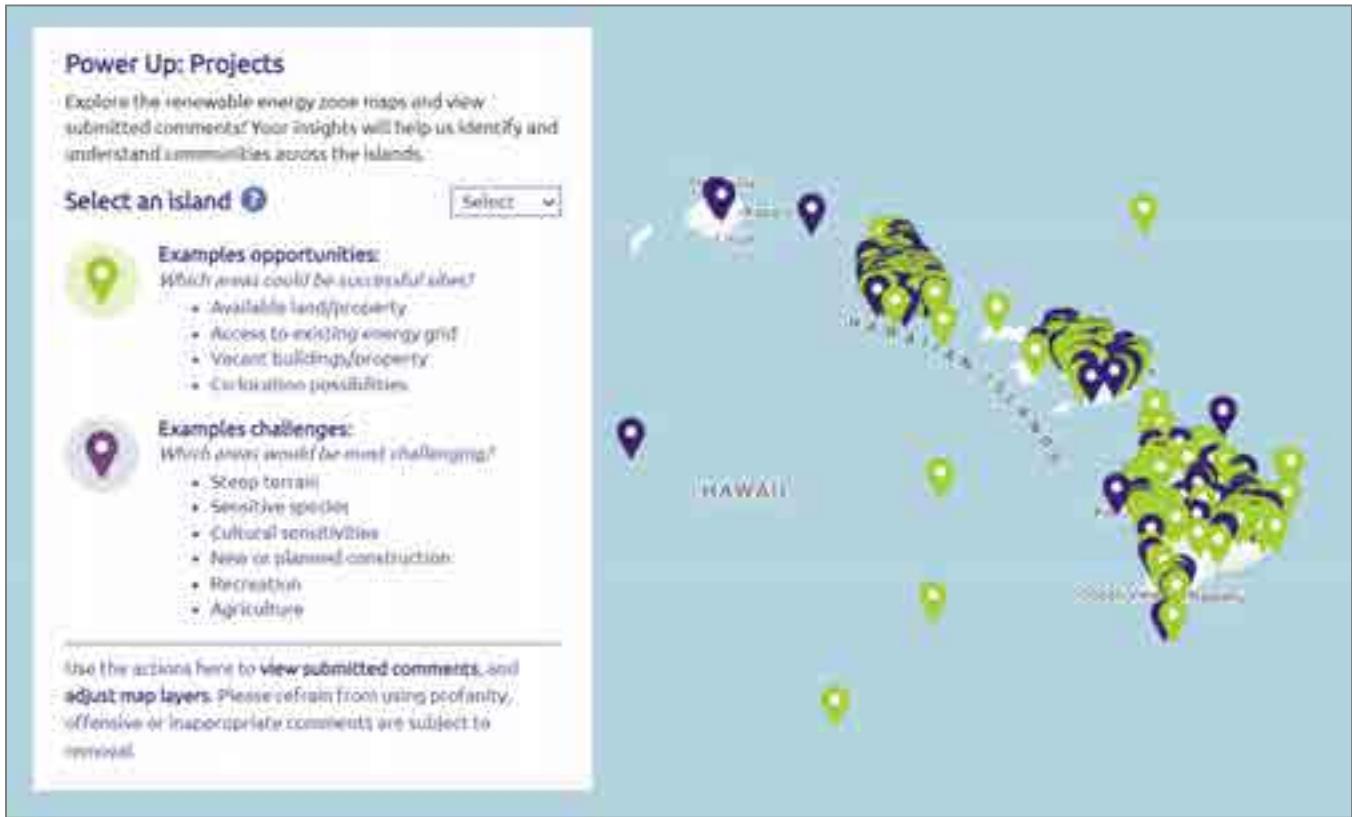 Power Up: Projects
Explore the renewable energy zone maps and view
submitted comments! Your insights will help us identify and
understand communities across the islands.
Select an island ?
Select
Examples opportunities:
Which areas could be successful sites?
• Available land/property
• Access to existing energy grid
• Vacant buildings/property
• Co-location possibilities
Examples challenges:
Which areas would be most challenging?
• Steep terrain
• Sensitive species
• Cultural sensitivities
• New or planned construction
• Recreation
• Agriculture
Use the actions here to view submitted comments, and
adjust map layers. Please refrain from using profanity,
offensive or inappropriate comments are subject to
removal.
HAWAIIAN ISLANDS
HAWAII